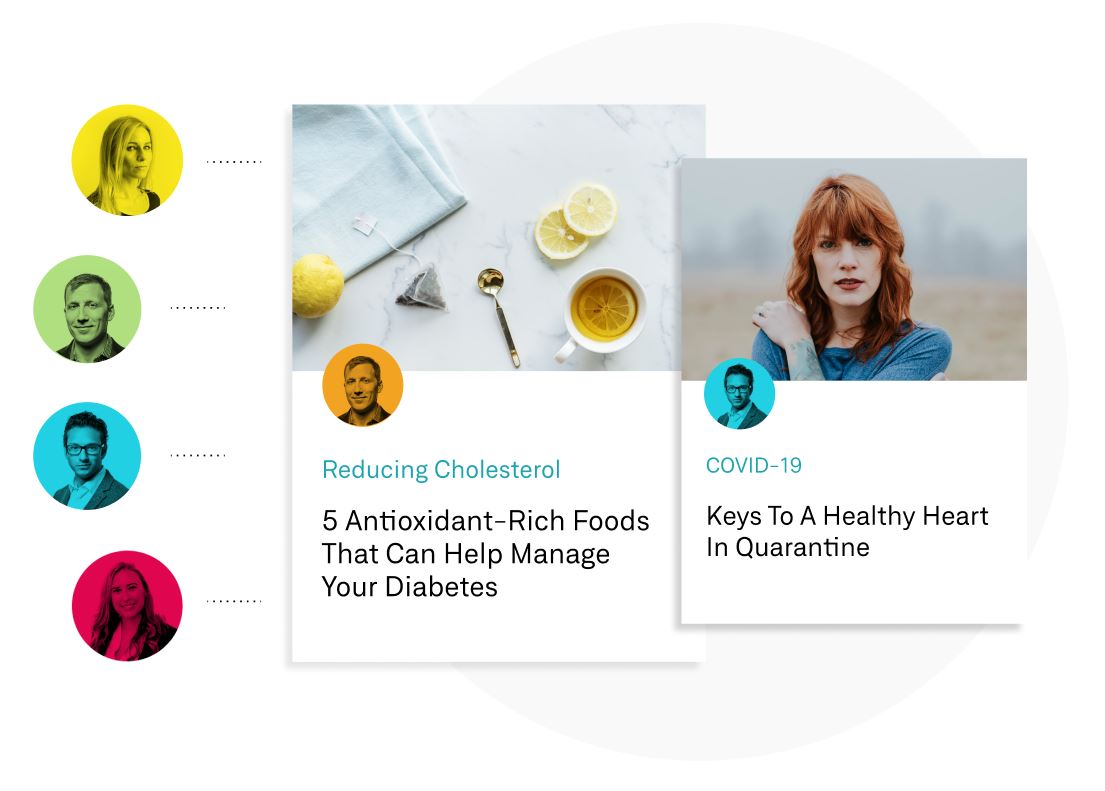 Reducing Cholesterol
5 Antioxidant-Rich Foods
That Can Help Manage
Your Diabetes
COVID-19
Keys To A Healthy Heart
In Quarantine